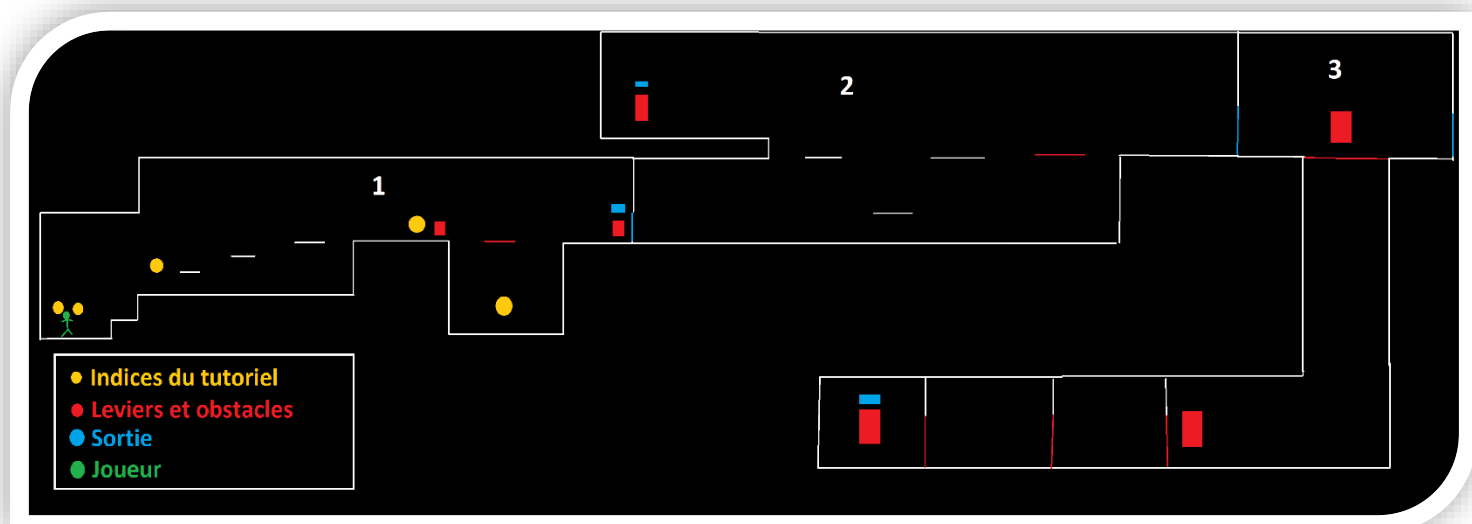 1
2
3
Indices du tutoriel
Leviers et obstacles
Sortie
Joueur